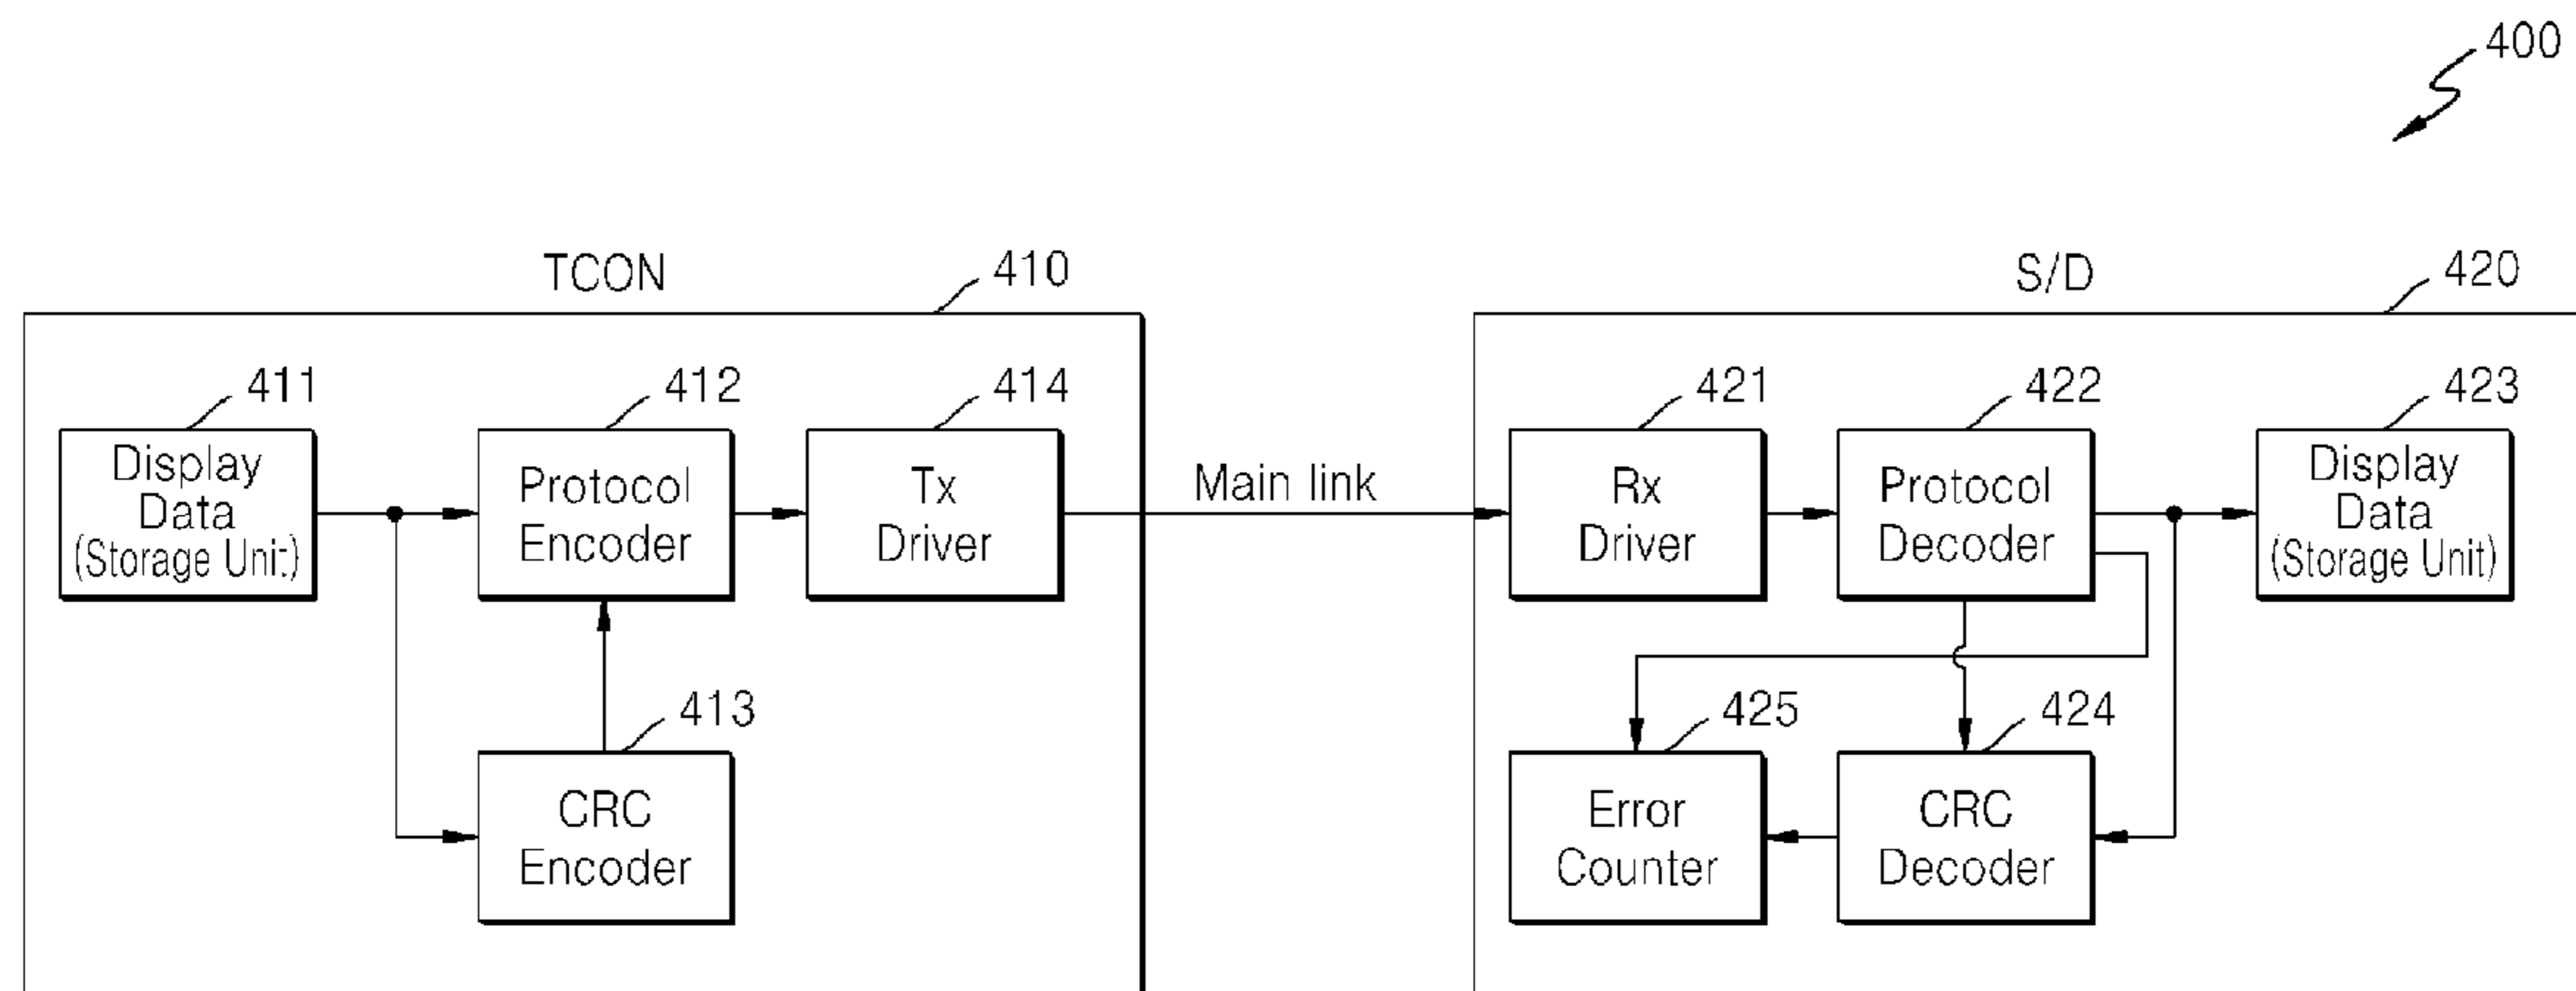 400
TCON
410
S/D
420
411
412
414
421
422
423
Display
Data
(Storage Unit)
Protocol
Encoder
Tx
Driver
Main link
Rx
Driver
Protocol
Decoder
Display
Data
(Storage Unit)
413
425
424
CRC
Encoder
Error
Counter
CRC
Decoder